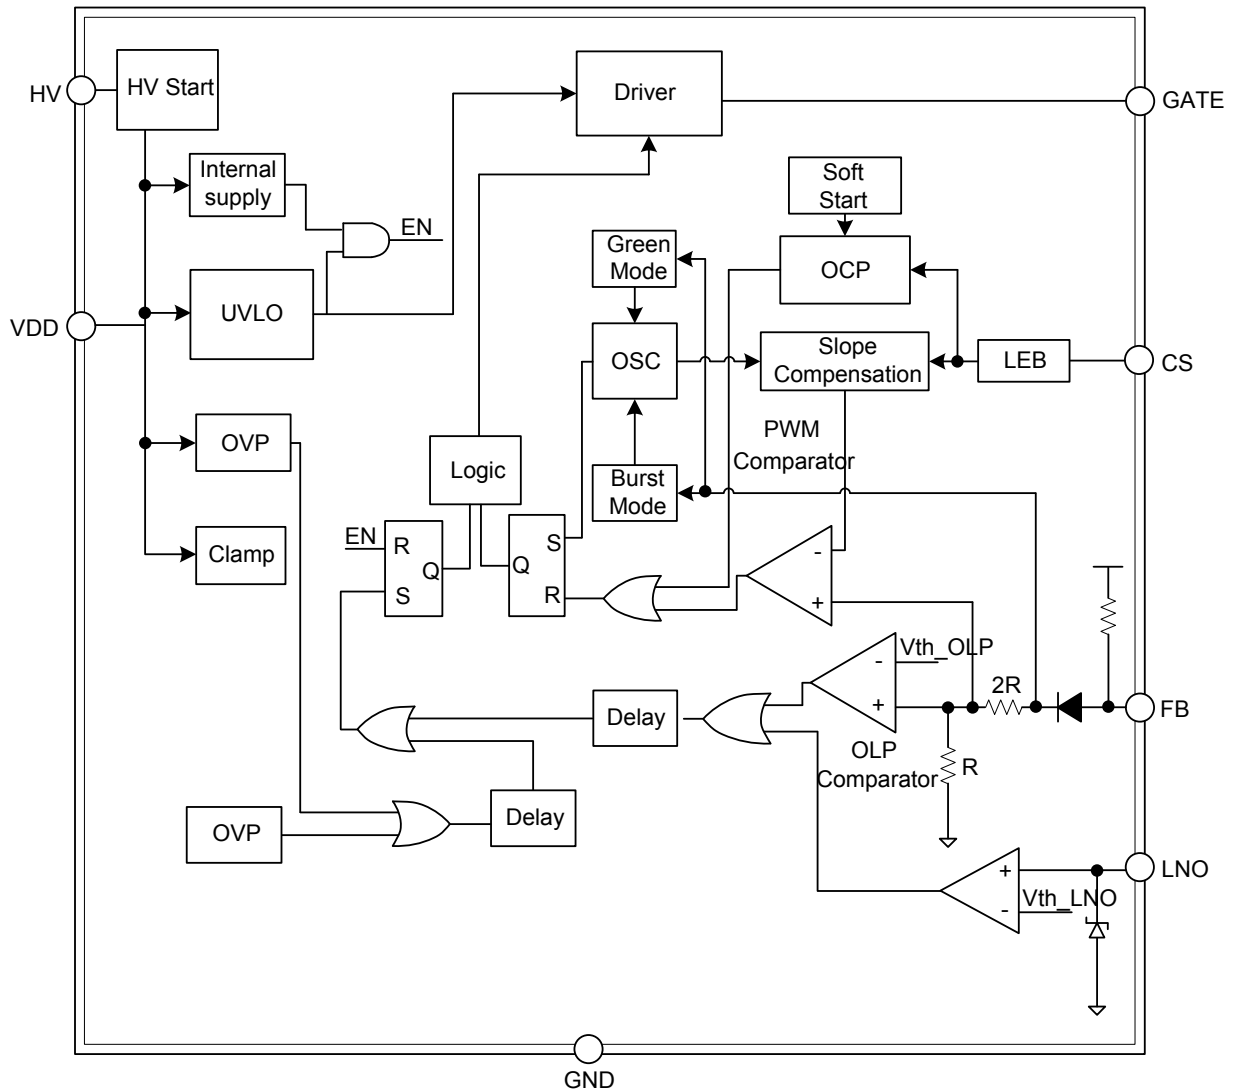 HV
HV Start
Driver
GATE
Internal
supply
EN
Soft
Start
Green
Mode
OCP
UVLO
VDD
OSC
Slope
Compensation
LEB
CS
OVP
PWM
Comparator
Logic
Burst
Mode
Clamp
EN
R
Q
S
S
Q
R
-
+
Vth_OLP
-
+
2R
FB
Delay
OLP
Comparator
R
OVP
Delay
LNO
+
Vth_LNO
-
GND